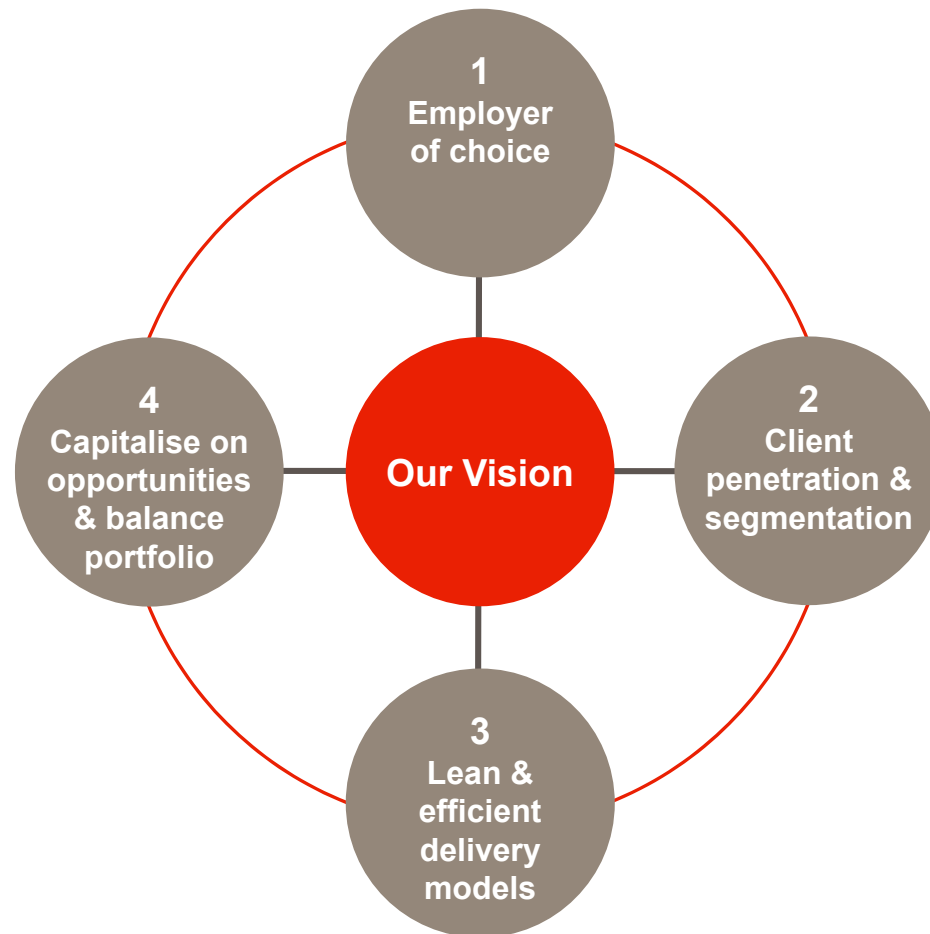 1
Employer
of choice
4
Capitalise on
opportunities
& balance
portfolio
Our Vision
2
Client
penetration &
segmentation
3
Lean &
efficient
delivery
models